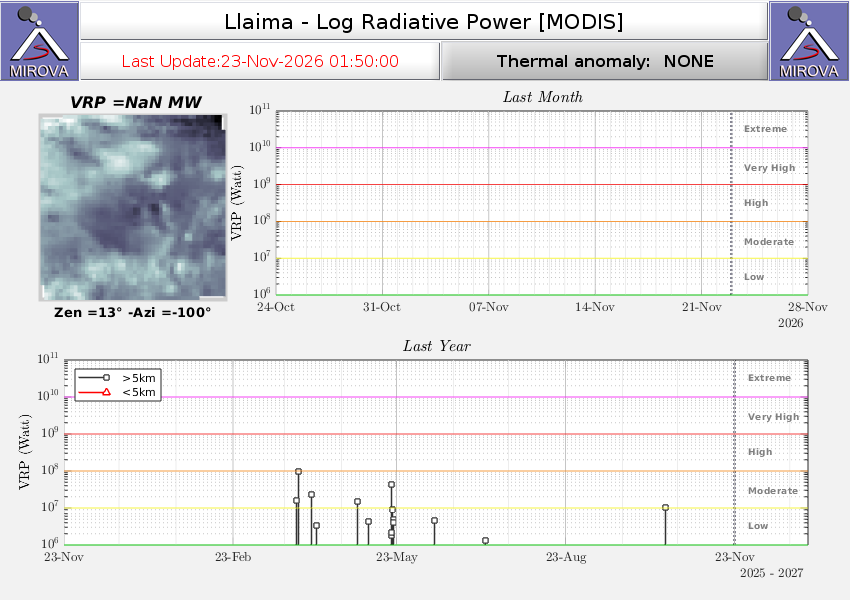 Llaima - Log Radiative Power [MODIS]
MIROVA
Last Update:23-Nov-2026 01:50:00
Thermal anomaly: NONE
MIROVA
VRP =NaN MW
Zen =13° -Azi =-100°
Last Month
VRP (Watt)
10^11
10^10
10^9
10^8
10^7
10^6
Extreme
Very High
High
Moderate
Low
24-Oct 31-Oct 07-Nov 14-Nov 21-Nov 28-Nov
2026
Last Year
VRP (Watt)
10^11
10^10
10^9
10^8
10^7
10^6
>5km
<5km
Extreme
Very High
High
Moderate
Low
23-Nov 23-Feb 23-May 23-Aug 23-Nov
2025 - 2027